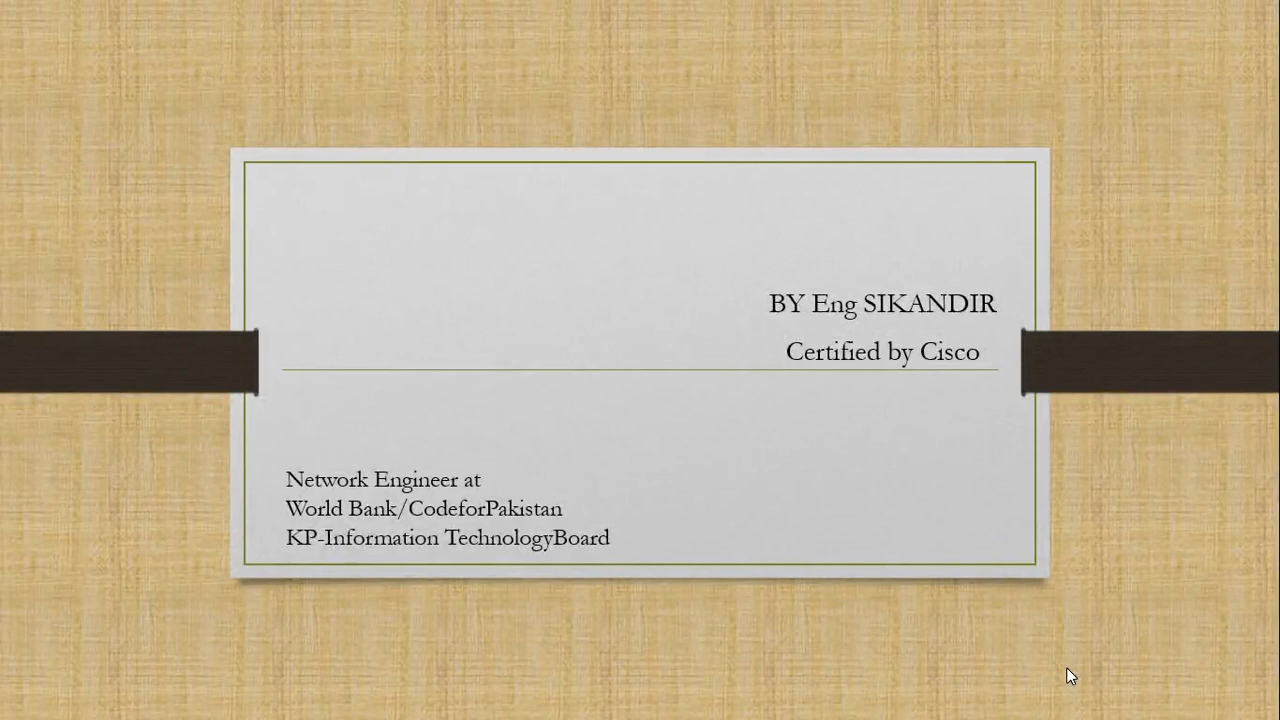 BY Eng SIKANDIR
Certified by Cisco
Network Engineer at
World Bank/CodeforPakistan
KP-Information TechnologyBoard